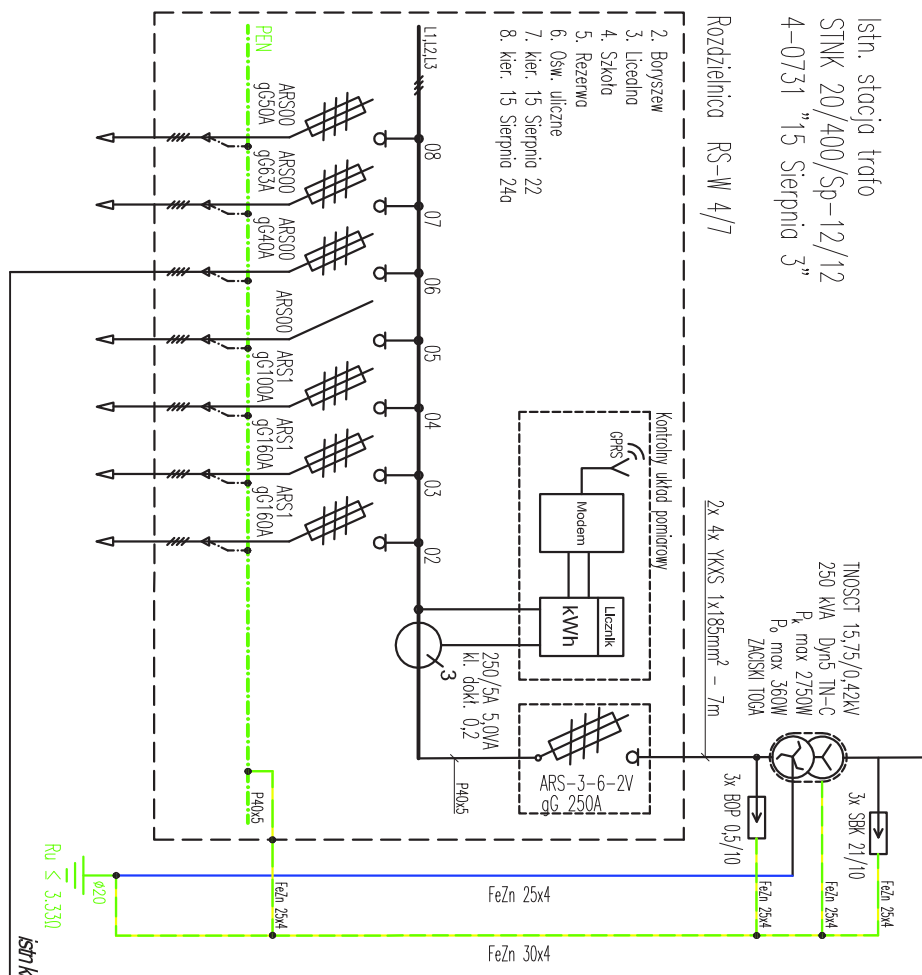 Istn. stacja trafo
STNK 20/400/Sp-12/12
4-0731 "15 Sierpnia 3"
Rozdzielnica RS-W 4/7
2. Boryszew
3. Licealna
4. Szkoła
5. Rezerwa
6. Ośw. uliczne
7. kier. 15 Sierpnia 22
8. kier. 15 Sierpnia 24a
L1,L2,L3
PEN
08
07
06
05
04
03
02
ARS00
gG50A
ARS00
gG63A
ARS00
gG40A
ARS00
ARS1
gG100A
ARS1
gG160A
ARS1
gG160A
Kontrolny układ pomiarowy
GPRS
Modem
Licznik
kWh
3
250/5A 5,0VA
kl. dokł. 0,2
2x 4x YKXS 1x185mm² - 7m
TNOSCT 15,75/0,42kV
250 kVA Dyn5 TN-C
Pk max 2750W
P₀ max 360W
ZACISKI TOGA
ARS-3-6-2V
gG 250A
P40x5
P40x5
3x BOP 0,5/10
3x SBK 21/10
FeZn 25x4
FeZn 25x4
FeZn 25x4
FeZn 25x4
FeZn 25x4
FeZn 30x4
ø20
Ru ≤ 3.33Ω
istn k